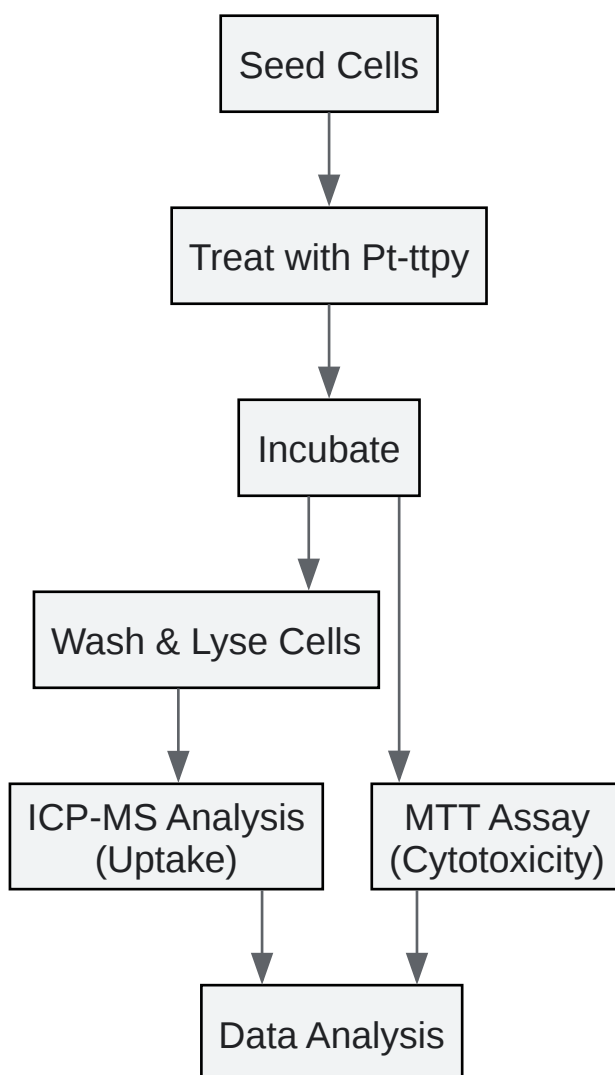 Seed Cells
Treat with Pt-ttpy
Incubate
Wash & Lyse Cells
ICP-MS Analysis
(Uptake)
MTT Assay
(Cytotoxicity)
Data Analysis